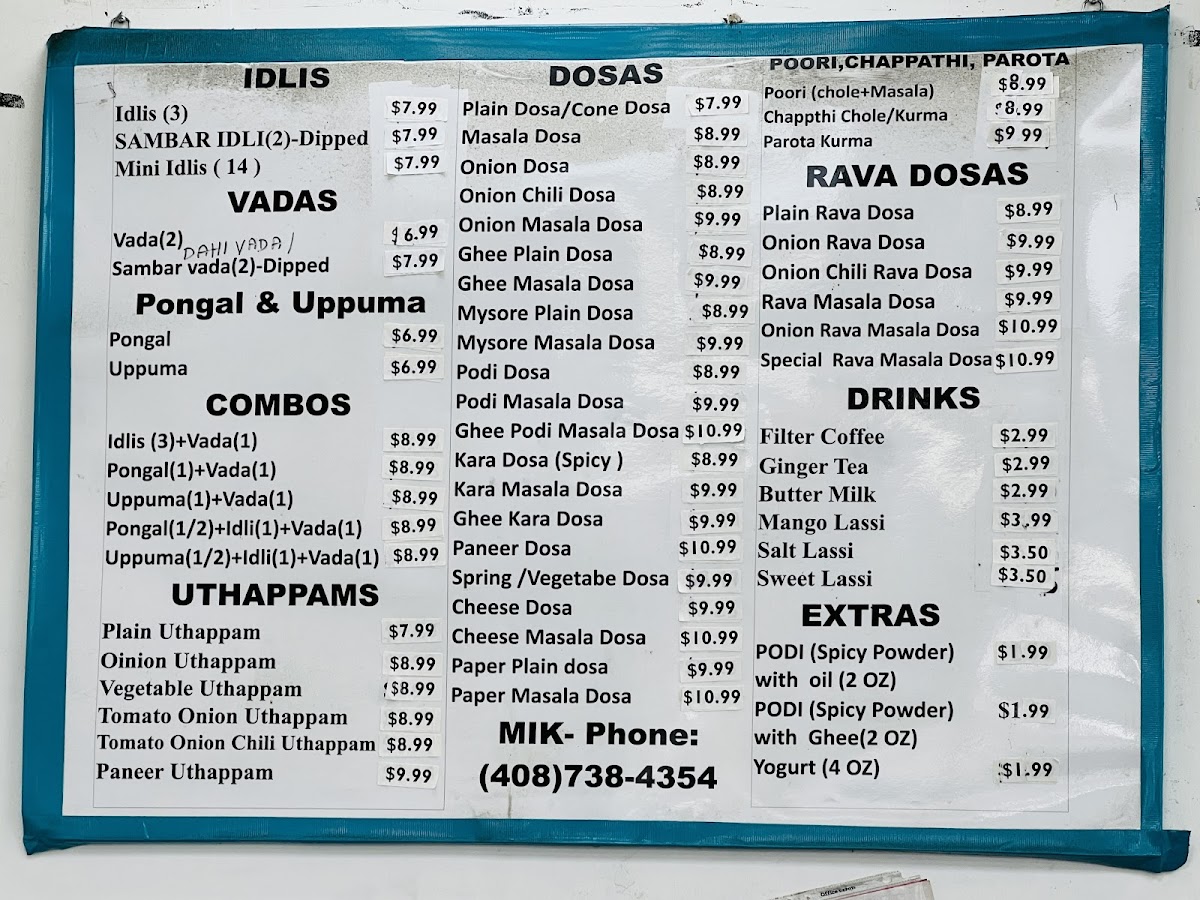 IDLIS
Idlis (3) $7.99
SAMBAR IDLI(2)-Dipped $7.99
Mini Idlis ( 14 ) $7.99
VADAS
Vada(2) $6.99
DAHI VADA/
Sambar vada(2)-Dipped $7.99
Pongal & Uppuma
Pongal $6.99
Uppuma $6.99
COMBOS
Idlis (3)+Vada(1) $8.99
Pongal(1)+Vada(1) $8.99
Uppuma(1)+Vada(1) $8.99
Pongal(1/2)+Idli(1)+Vada(1) $8.99
Uppuma(1/2)+Idli(1)+Vada(1) $8.99
UTHAPPAMS
Plain Uthappam $7.99
Oinion Uthappam $8.99
Vegetable Uthappam $8.99
Tomato Onion Uthappam $8.99
Tomato Onion Chili Uthappam $8.99
Paneer Uthappam $9.99
DOSAS
Plain Dosa/Cone Dosa $7.99
Masala Dosa $8.99
Onion Dosa $8.99
Onion Chili Dosa $8.99
Onion Masala Dosa $9.99
Ghee Plain Dosa $8.99
Ghee Masala Dosa $9.99
Mysore Plain Dosa $8.99
Mysore Masala Dosa $9.99
Podi Dosa $8.99
Podi Masala Dosa $9.99
Ghee Podi Masala Dosa $10.99
Kara Dosa (Spicy ) $8.99
Kara Masala Dosa $9.99
Ghee Kara Dosa $9.99
Paneer Dosa $10.99
Spring /Vegetabe Dosa $9.99
Cheese Dosa $9.99
Cheese Masala Dosa $10.99
Paper Plain dosa $9.99
Paper Masala Dosa $10.99
MIK- Phone:
(408)738-4354
POORI,CHAPPATHI, PAROTA
Poori (chole+Masala) $8.99
Chappthi Chole/Kurma $8.99
Parota Kurma $9.99
RAVA DOSAS
Plain Rava Dosa $8.99
Onion Rava Dosa $9.99
Onion Chili Rava Dosa $9.99
Rava Masala Dosa $9.99
Onion Rava Masala Dosa $10.99
Special Rava Masala Dosa $10.99
DRINKS
Filter Coffee $2.99
Ginger Tea $2.99
Butter Milk $2.99
Mango Lassi $3.99
Salt Lassi $3.50
Sweet Lassi $3.50
EXTRAS
PODI (Spicy Powder) $1.99
with oil (2 OZ)
PODI (Spicy Powder) $1.99
with Ghee(2 OZ)
Yogurt (4 OZ) $1.99